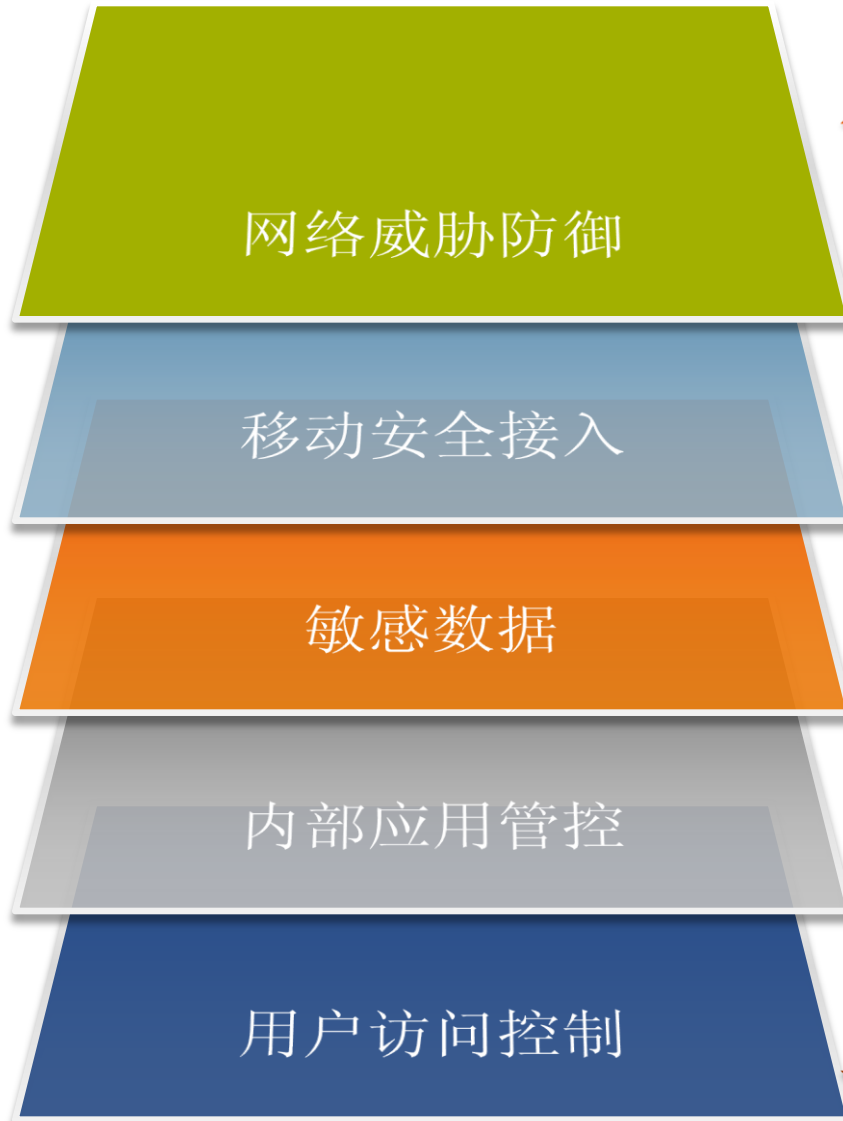 网络威胁防御
移动安全接入
敏感数据
内部应用管控
用户访问控制